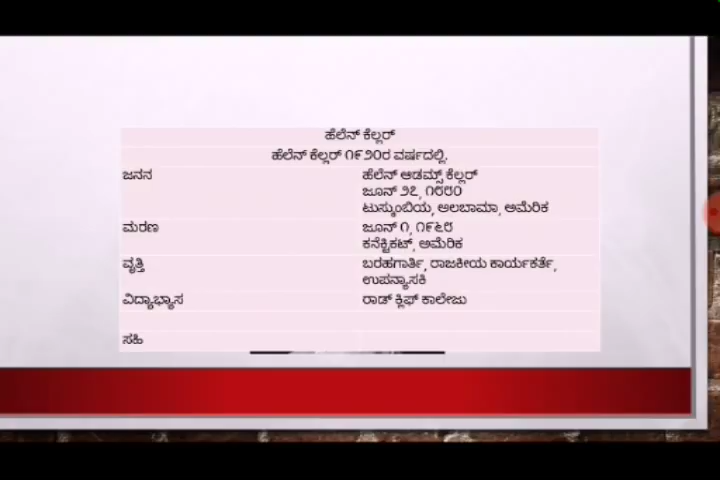 ಹೆಲೆನ್ ಕೆಲ್ಲರ್
ಹೆಲೆನ್ ಕೆಲ್ಲರ್ ೧೯೨೦ರ ವರ್ಷದಲ್ಲಿ.
ಜನನ ಹೆಲೆನ್ ಆಡಮ್ಸ್ ಕೆಲ್ಲರ್
ಜೂನ್ ೨೭, ೧೮೮೦
ಟುಸ್ಕುಂಬಿಯ, ಅಲಬಾಮಾ, ಅಮೆರಿಕ
ಮರಣ ಜೂನ್ ೧, ೧೯೬೮
ಕನೆಕ್ಟಿಕಟ್, ಅಮೆರಿಕ
ವೃತ್ತಿ ಬರಹಗಾರ್ತಿ, ರಾಜಕೀಯ ಕಾರ್ಯಕರ್ತೆ,
ಉಪನ್ಯಾಸಕಿ
ವಿದ್ಯಾಭ್ಯಾಸ ರಾಡ್ ಕ್ಲಿಫ್ ಕಾಲೇಜು
ಸಹಿ